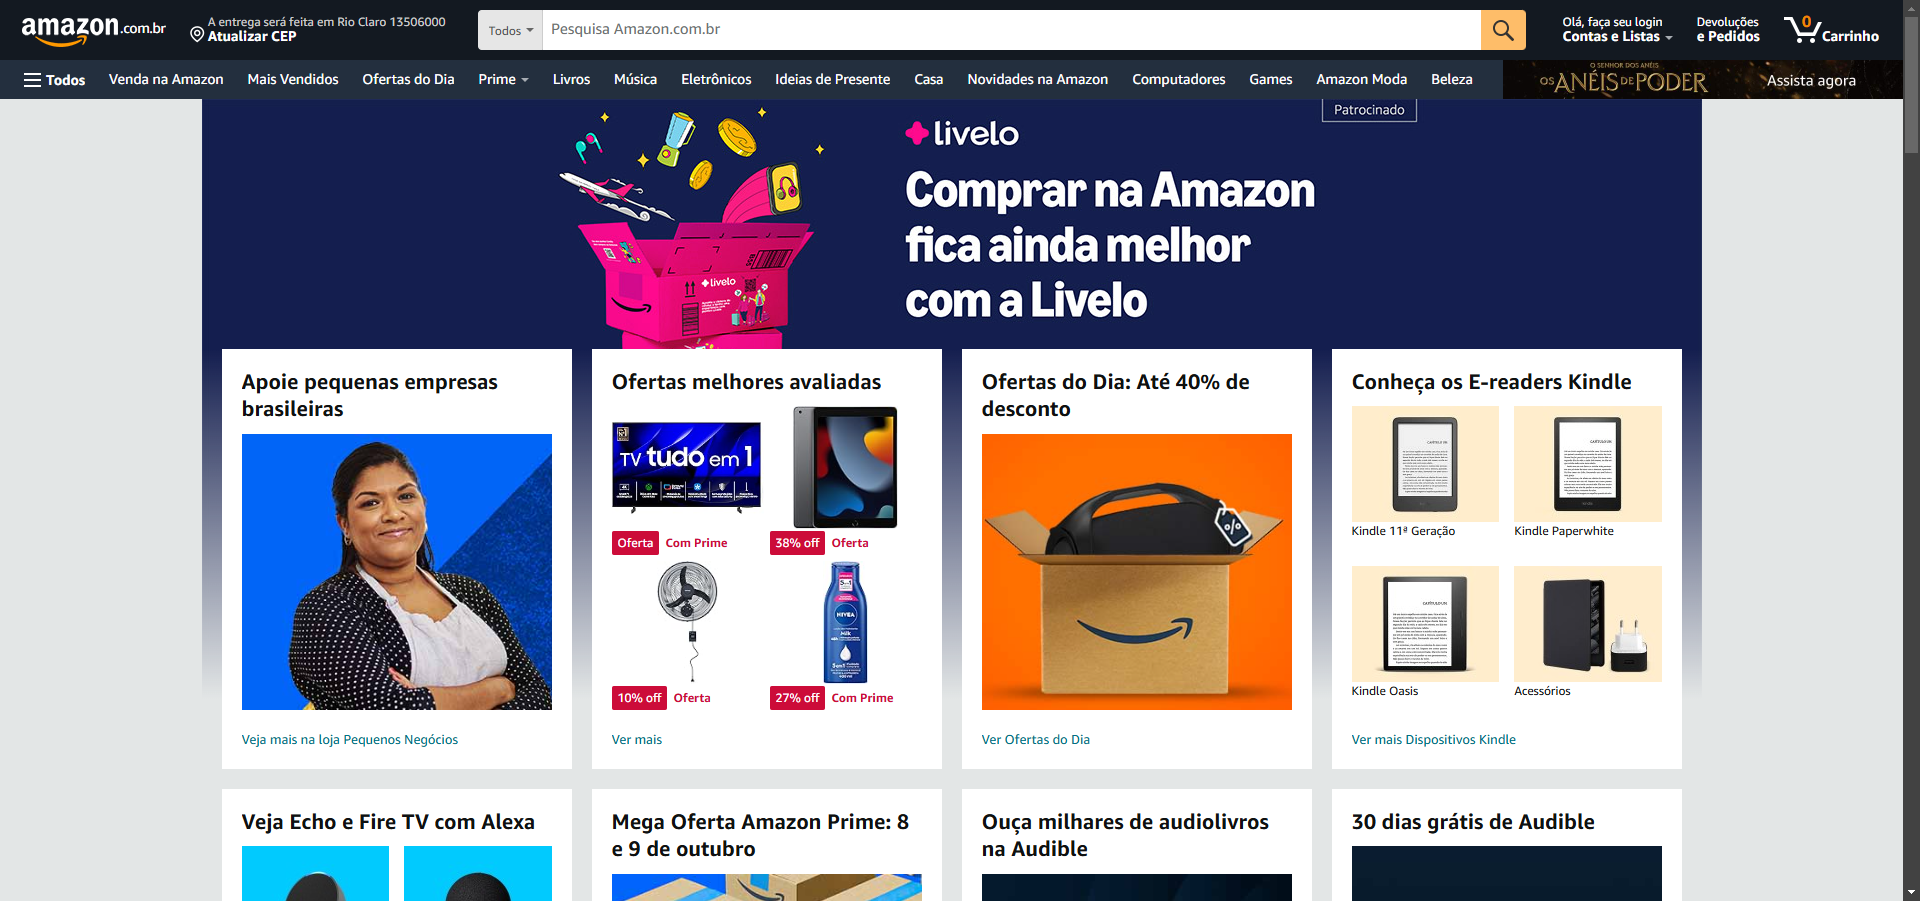 amazon.com.br
A entrega será feita em Rio Claro 13506000
Atualizar CEP
Todos
Pesquisa Amazon.com.br
Olá, faça seu login
Contas e Listas
Devoluções
e Pedidos
0
Carrinho
Todos
Venda na Amazon
Mais Vendidos
Ofertas do Dia
Prime
Livros
Música
Eletrônicos
Ideias de Presente
Casa
Novidades na Amazon
Computadores
Games
Amazon Moda
Beleza
O SENHOR DOS ANÉIS
OS ANÉIS DE PODER
Assista agora
Patrocinado
livelo
Comprar na Amazon
fica ainda melhor
com a Livelo
livelo
Apoie pequenas empresas
brasileiras
Veja mais na loja Pequenos Negócios
Ofertas melhores avaliadas
TV tudo em 1
Oferta Com Prime
38% off Oferta
NIVEA
Milk
10% off Oferta
27% off Com Prime
Ver mais
Ofertas do Dia: Até 40% de
desconto
%
Ver Ofertas do Dia
Conheça os E-readers Kindle
Kindle 11ª Geração
Kindle Paperwhite
Kindle Oasis
Acessórios
Ver mais Dispositivos Kindle
Veja Echo e Fire TV com Alexa
Mega Oferta Amazon Prime: 8
e 9 de outubro
Ouça milhares de audiolivros
na Audible
30 dias grátis de Audible